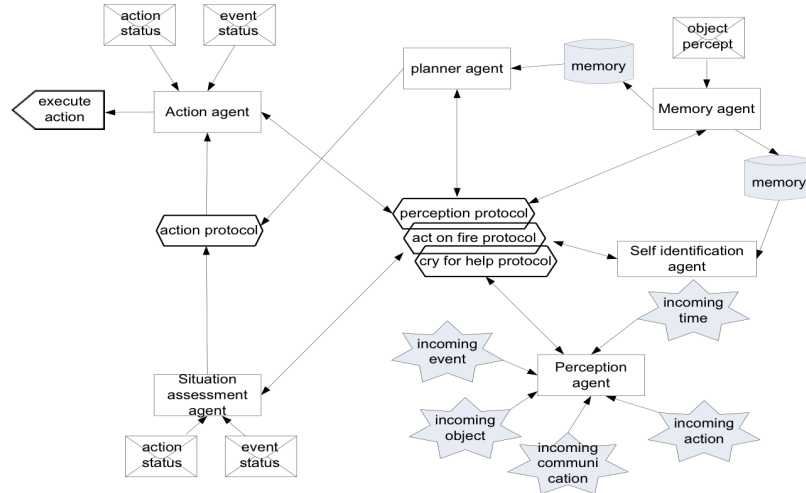 action
status
event
status
object
percept
planner agent
memory
execute
action
Action agent
Memory agent
memory
perception protocol
action protocol
act on fire protocol
cry for help protocol
Self identification
agent
incoming
time
incoming
event
Perception
agent
Situation
assessment
agent
incoming
object
incoming
action
action
status
event
status
incoming
communi
cation